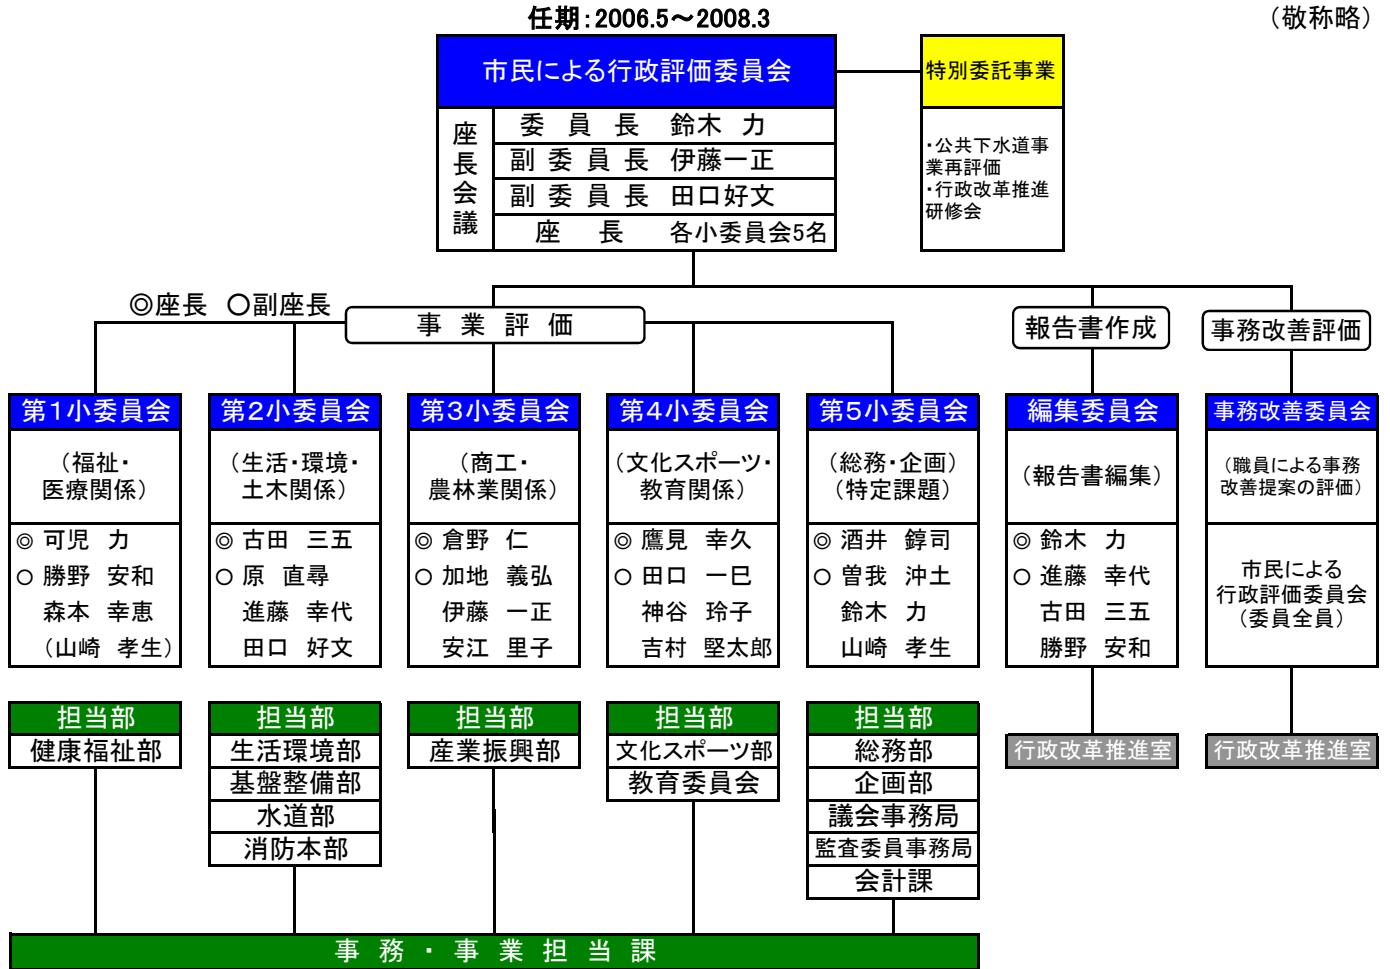 任期：2006.5～2008.3
（敬称略）
市民による行政評価委員会
座長会議
委員長 鈴木 力
副委員長 伊藤一正
副委員長 田口好文
座長 各小委員会5名
特別委託事業
・公共下水道事
業再評価
・行政改革推進
研修会
◎座長 ○副座長
事業評価
報告書作成
事務改善評価
第1小委員会
（福祉・
医療関係）
◎ 可児 力
○ 勝野 安和
森本 幸恵
（山崎 孝生）
第2小委員会
（生活・環境・
土木関係）
◎ 古田 三五
○ 原 直尋
進藤 幸代
田口 好文
第3小委員会
（商工・
農林業関係）
◎ 倉野 仁
○ 加地 義弘
伊藤 一正
安江 里子
第4小委員会
（文化スポーツ・
教育関係）
◎ 鷹見 幸久
○ 田口 一巳
神谷 玲子
吉村 堅太郎
第5小委員会
（総務・企画）
（特定課題）
◎ 酒井 錞司
○ 曽我 沖土
鈴木 力
山崎 孝生
編集委員会
（報告書編集）
◎ 鈴木 力
○ 進藤 幸代
古田 三五
勝野 安和
事務改善委員会
（職員による事務
改善提案の評価）
市民による
行政評価委員会
（委員全員）
担当部
健康福祉部
担当部
生活環境部
基盤整備部
水道部
消防本部
担当部
産業振興部
担当部
文化スポーツ部
教育委員会
担当部
総務部
企画部
議会事務局
監査委員事務局
会計課
行政改革推進室
行政改革推進室
事務・事業担当課